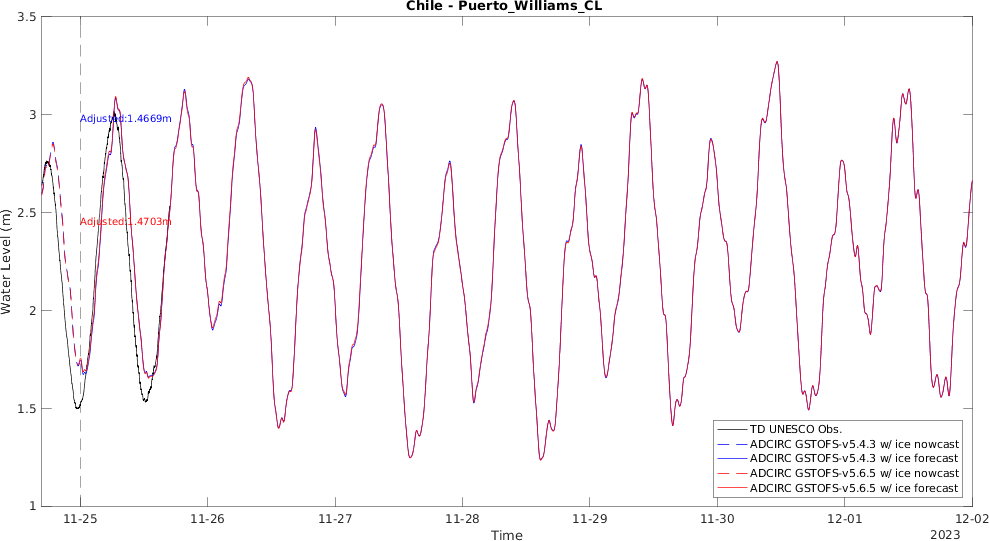 Chile - Puerto_Williams_CL
3.5
3
2.5
2
1.5
1
Water Level (m)
Adjusted:1.4669m
Adjusted:1.4703m
TD UNESCO Obs.
ADCIRC GSTOFS-v5.4.3 w/ ice nowcast
ADCIRC GSTOFS-v5.4.3 w/ ice forecast
ADCIRC GSTOFS-v5.6.5 w/ ice nowcast
ADCIRC GSTOFS-v5.6.5 w/ ice forecast
11-25
11-26
11-27
11-28
11-29
11-30
12-01
12-02
Time
2023